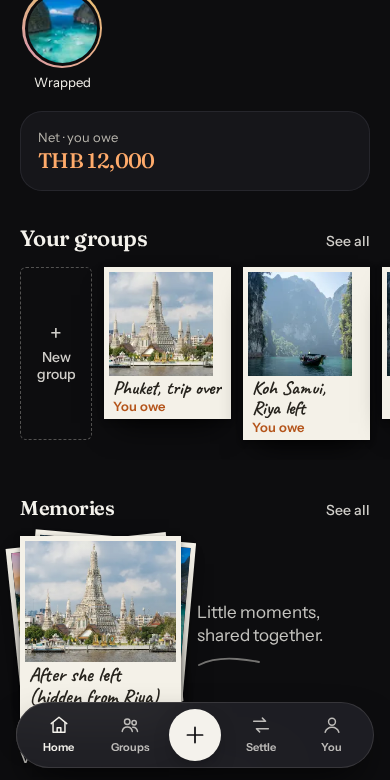 Wrapped
Net · you owe
THB 12,000
Your groups
See all
+
New
group
Phuket, trip over
You owe
Koh Samui,
Riya left
You owe
Memories
See all
Little moments,
shared together.
After she left
(hidden from Riya)
Home
Groups
+
Settle
You